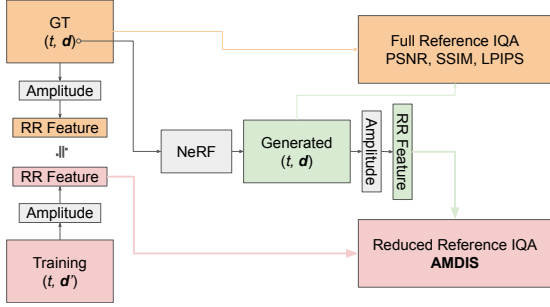 GT
(t, d)
Amplitude
RR Feature
.||·
RR Feature
Amplitude
Training
(t, d')
NeRF
Generated
(t, d)
Amplitude
RR Feature
Full Reference IQA
PSNR, SSIM, LPIPS
Reduced Reference IQA
AMDIS